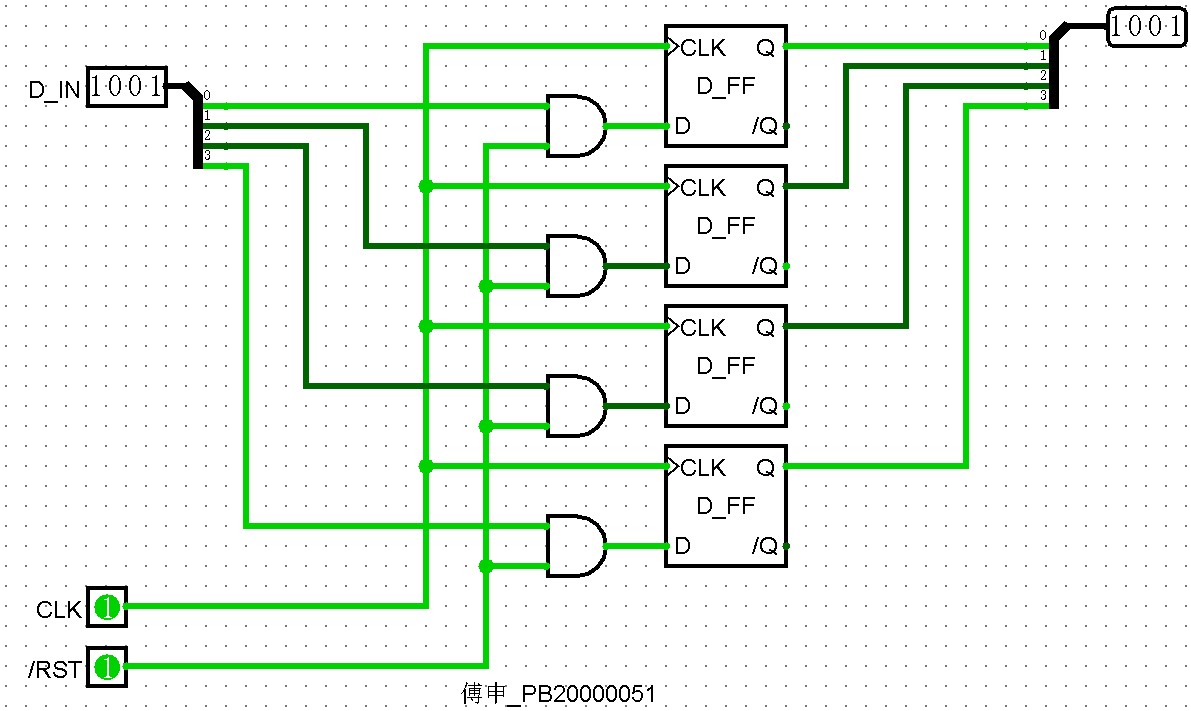 D_IN 1001
0
1
2
3
CLK Q
D_FF
D /Q
CLK Q
D_FF
D /Q
CLK Q
D_FF
D /Q
CLK Q
D_FF
D /Q
0
1
2
3
1001
CLK 1
/RST 1
傅申_PB20000051